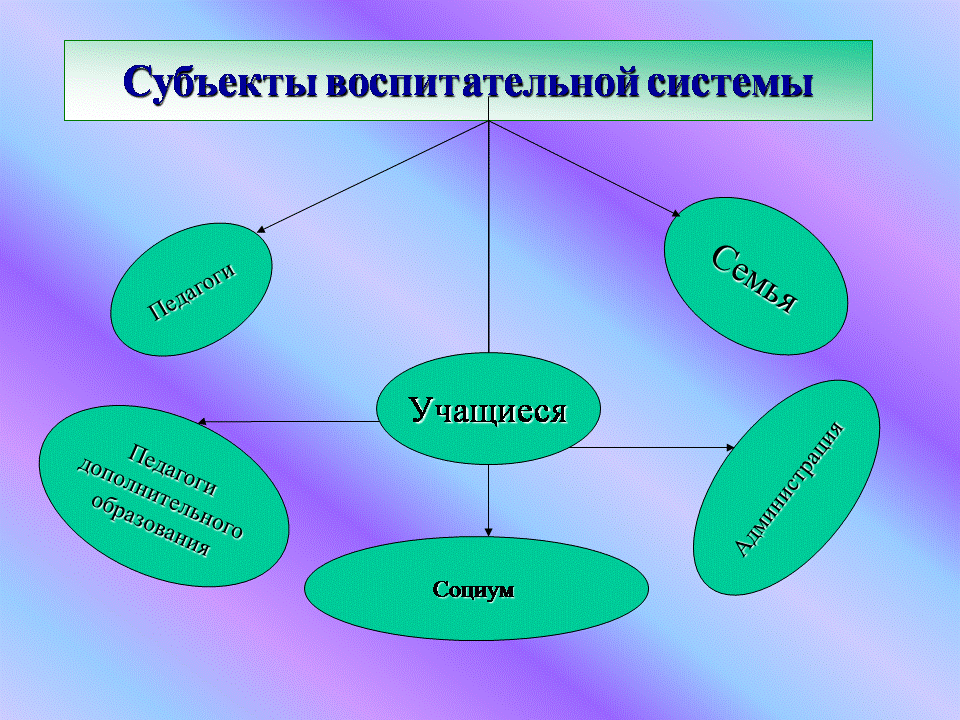 Субъекты воспитательной системы
Педагоги
Семья
Учащиеся
Педагоги
дополнительного
образования
Администрация
Социум